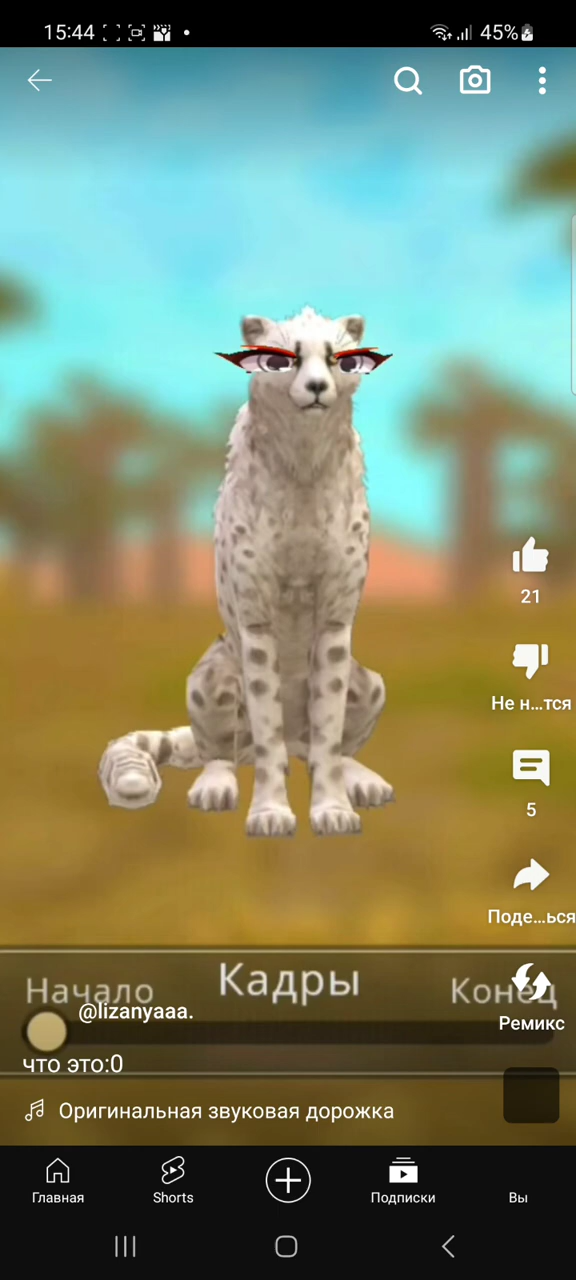 15:44
45%
21
Не н...тся
5
Поде...ься
Начало
Кадры
Конец
@lizanyaaa.
Ремикс
что это:0
Оригинальная звуковая дорожка
Главная
Shorts
Подписки
Вы